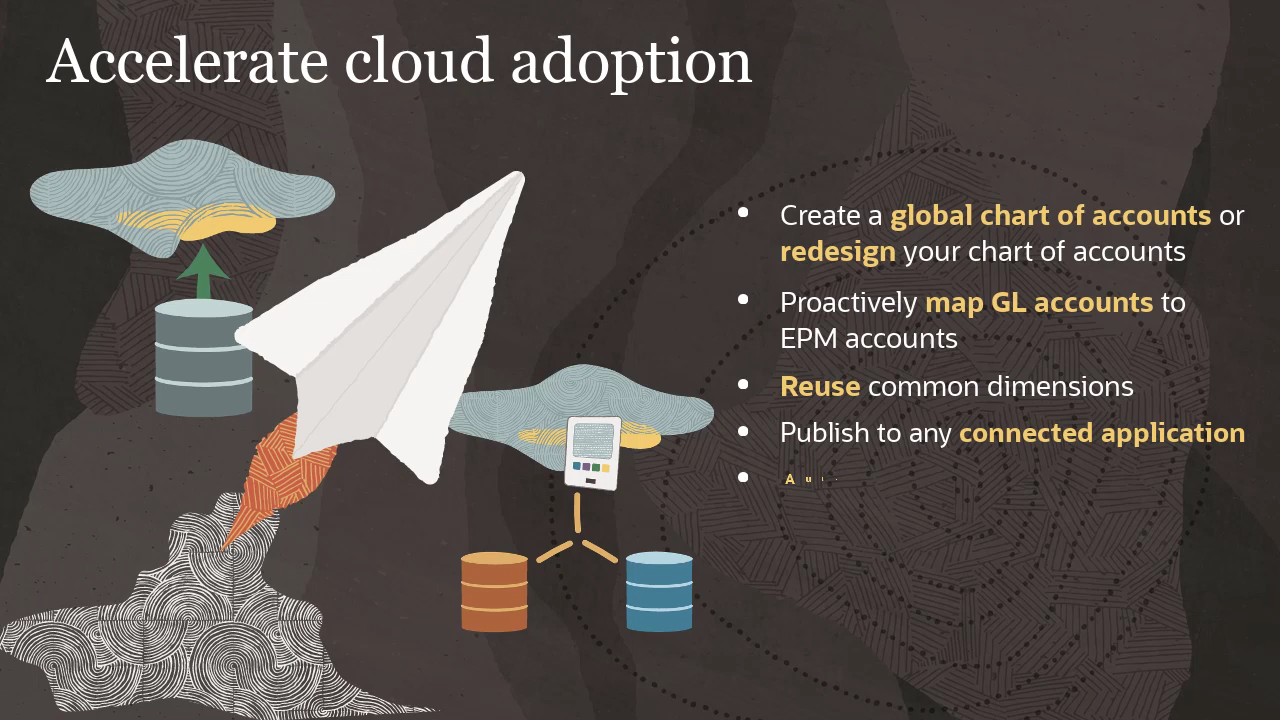 Accelerate cloud adoption
• Create a global chart of accounts or
redesign your chart of accounts
• Proactively map GL accounts to
EPM accounts
• Reuse common dimensions
• Publish to any connected application
•